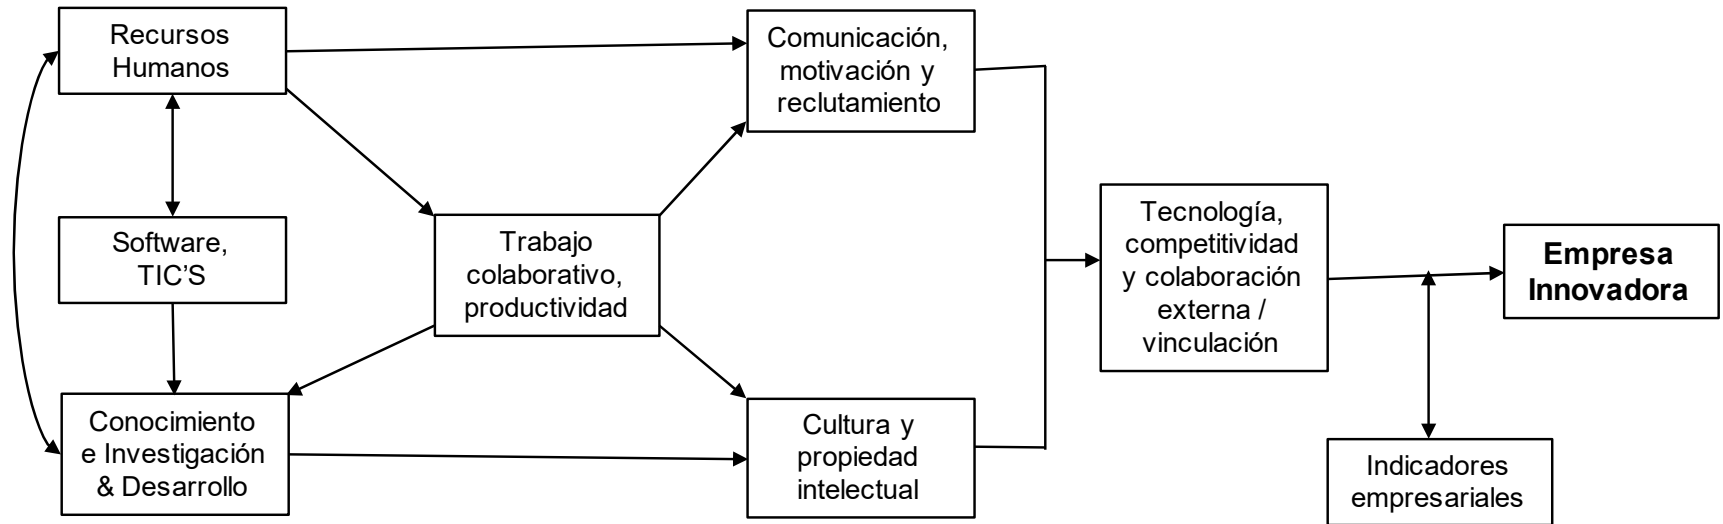 Recursos
Humanos
Comunicación,
motivación y
reclutamiento
Software,
TIC'S
Trabajo
colaborativo,
productividad
Tecnología,
competitividad
y colaboración
externa /
vinculación
Empresa
Innovadora
Conocimiento
e Investigación
& Desarrollo
Cultura y
propiedad
intelectual
Indicadores
empresariales